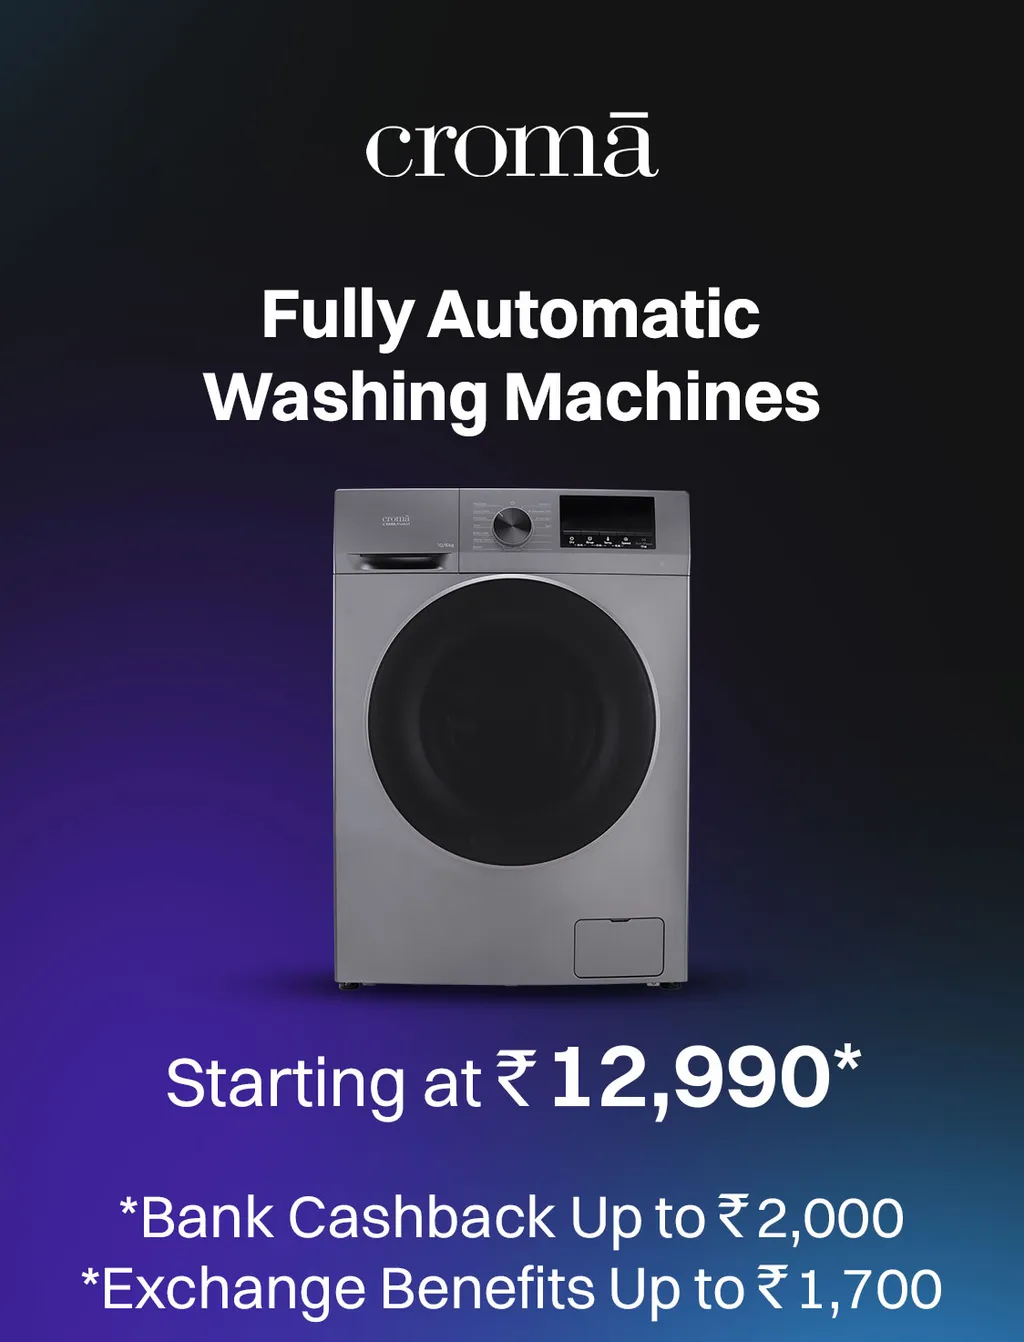 cromā
Fully Automatic
Washing Machines
cromā
Starting at ₹12,990*
*Bank Cashback Up to ₹2,000
*Exchange Benefits Up to ₹1,700